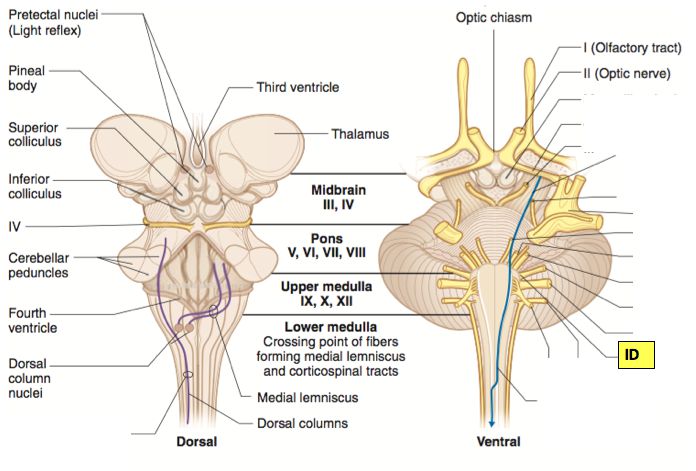 Pretectal nuclei
(Light reflex)
Pineal
body
Superior
colliculus
Inferior
colliculus
IV
Cerebellar
peduncles
Fourth
ventricle
Dorsal
column
nuclei
Third ventricle
Thalamus
Midbrain
III, IV
Pons
V, VI, VII, VIII
Upper medulla
IX, X, XII
Lower medulla
Crossing point of fibers
forming medial lemniscus
and corticospinal tracts
Medial lemniscus
Dorsal columns
Dorsal
Optic chiasm
I (Olfactory tract)
II (Optic nerve)
ID
Ventral